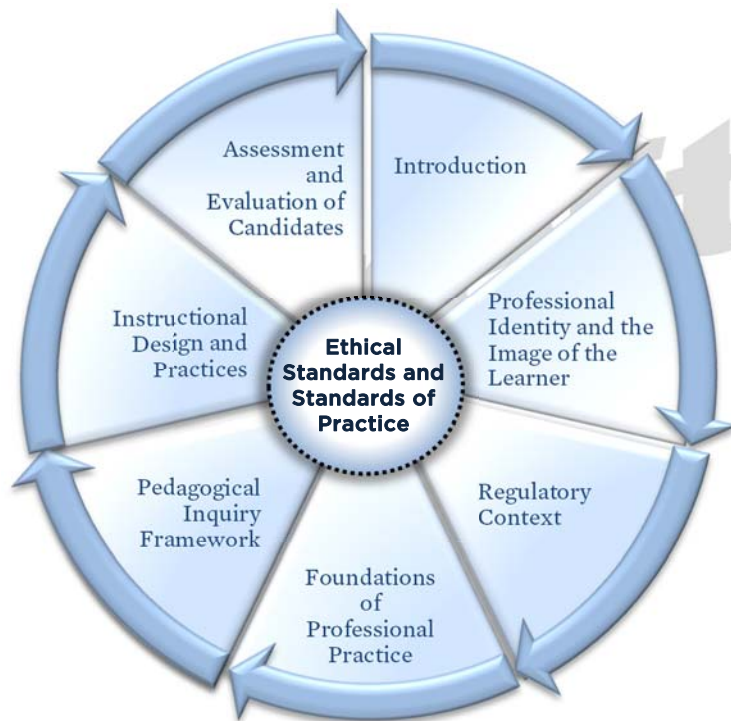 Introduction
Professional
Identity and the
Image of the
Learner
Regulatory
Context
Foundations
of
Professional
Practice
Pedagogical
Inquiry
Framework
Instructional
Design and
Practices
Assessment
and
Evaluation of
Candidates
Ethical
Standards and
Standards of
Practice